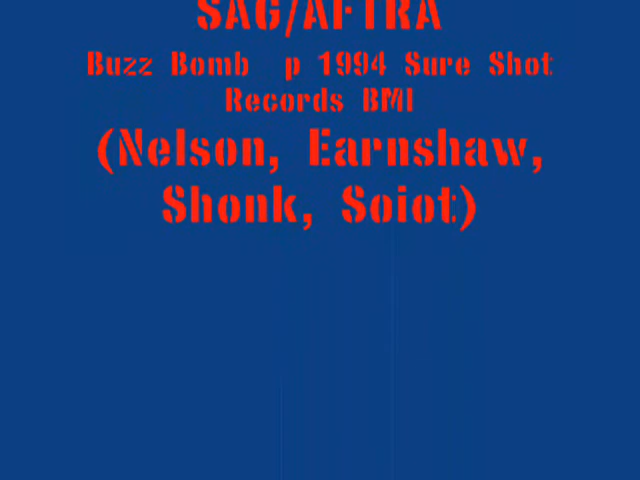 SAG/AFTRA
Buzz Bomb p 1994 Sure Shot
Records BMI
(Nelson, Earnshaw,
Shonk, Soiot)